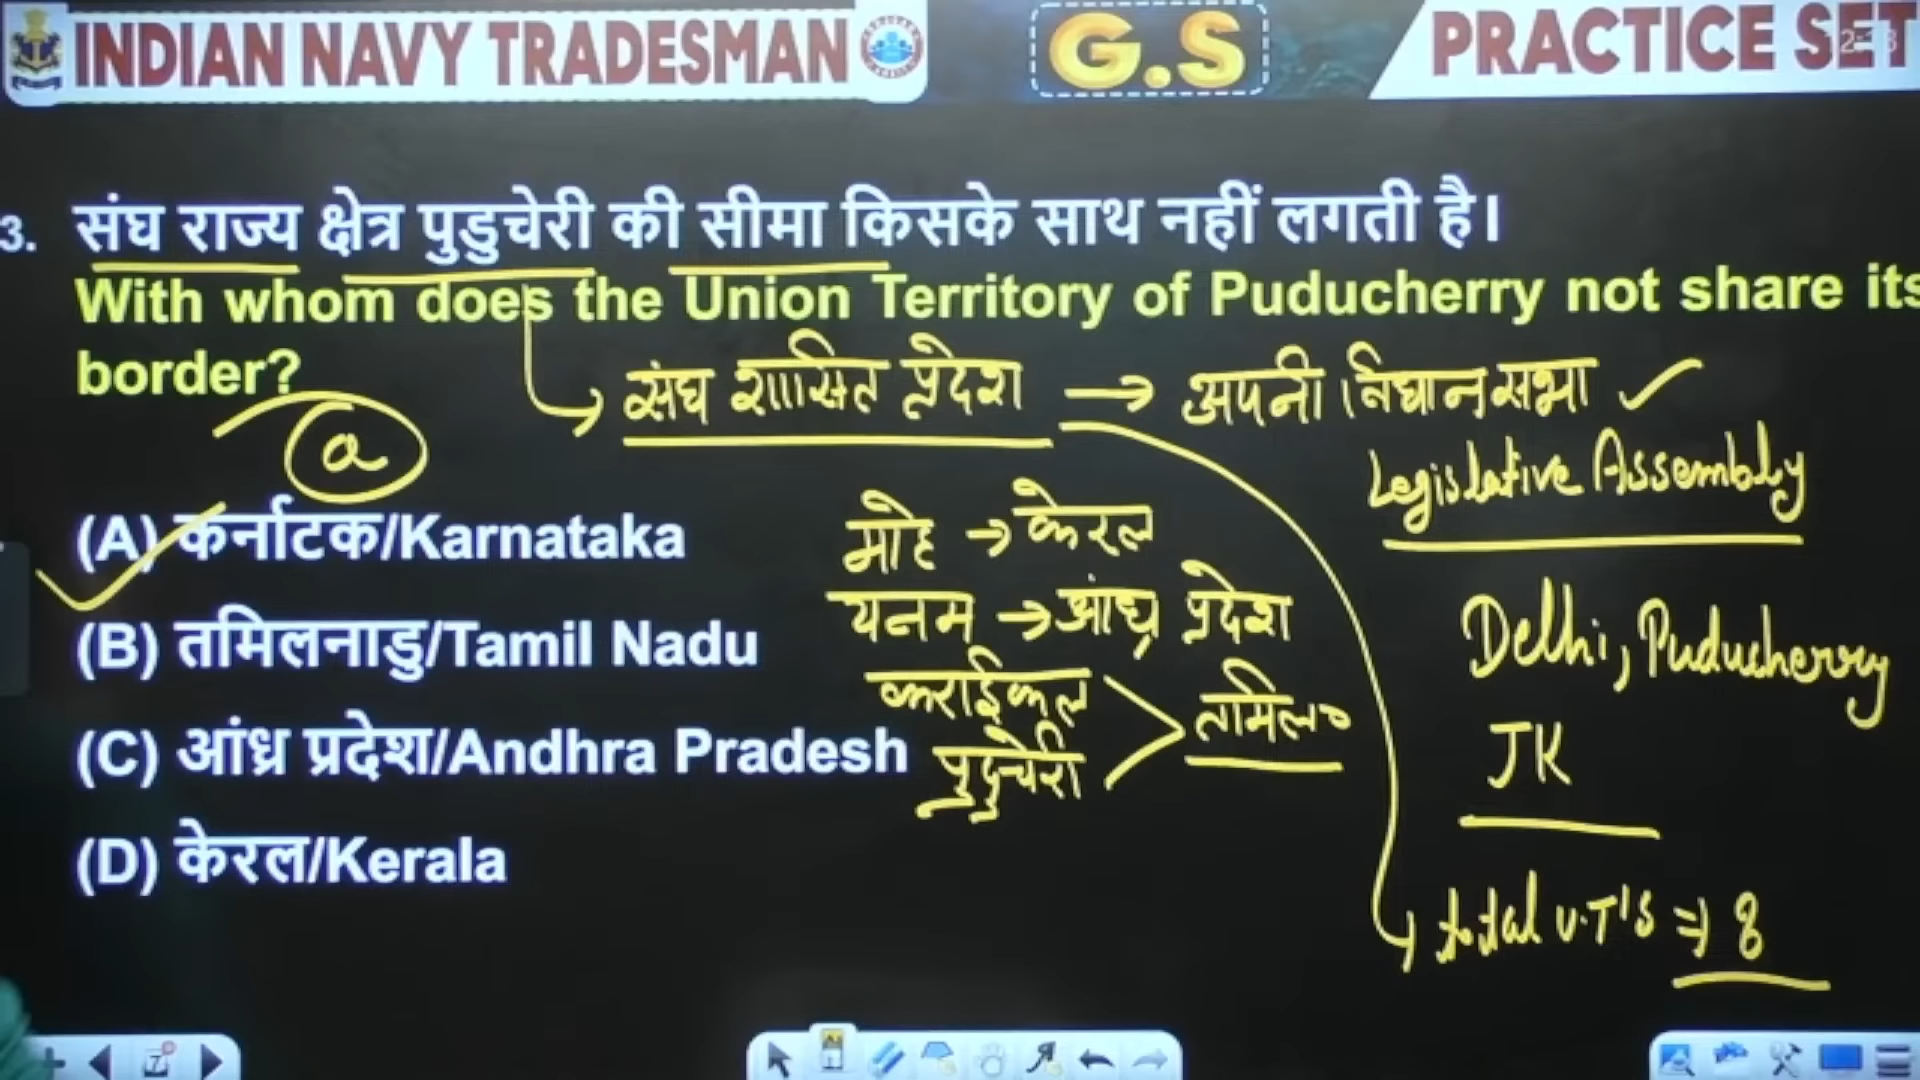 INDIAN NAVY TRADESMAN
G.S
PRACTICE SET
3. संघ राज्य क्षेत्र पुडुचेरी की सीमा किसके साथ नहीं लगती है।
With whom does the Union Territory of Puducherry not share its
border?
संघ शासित प्रदेश → अपनी विधानसभा ✓
Legislative Assembly
a
(A) कर्नाटक/Karnataka
(B) तमिलनाडु/Tamil Nadu
(C) आंध्र प्रदेश/Andhra Pradesh
(D) केरल/Kerala
माहे → केरल
यनम → आंध्र प्रदेश
कराईकल
पुदुचेरी
तमिल०
Delhi, Puducherry
JK
total U.T'S ⇒ 8